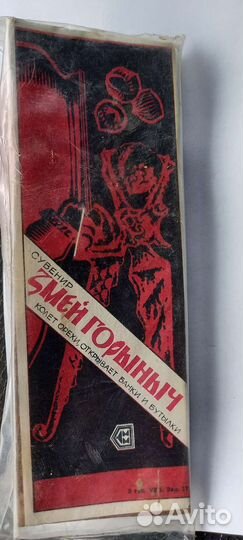 СУВЕНИР
ЗМЕЙ ГОРЫНЫЧ
КОЛЕТ ОРЕХИ, ОТКРЫВАЕТ БАНКИ И БУТЫЛКИ
Avito